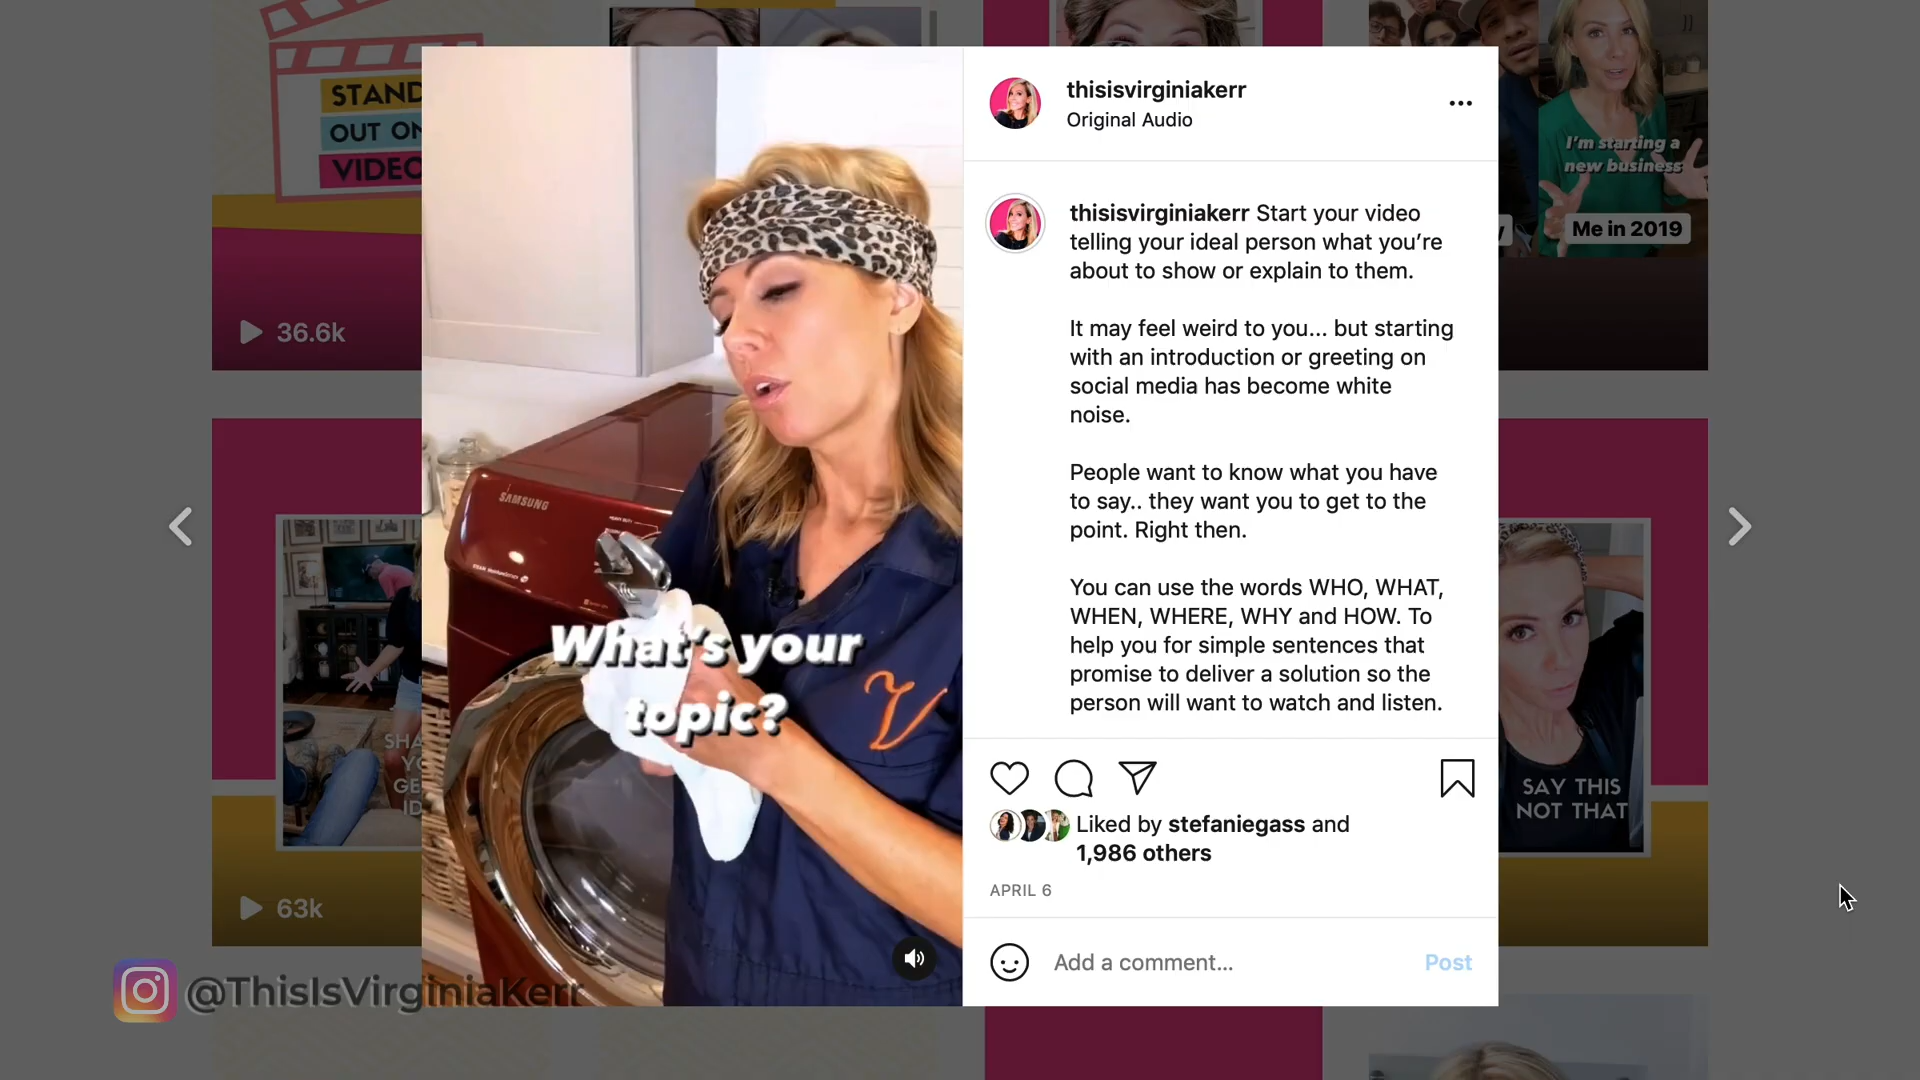 STAND
OUT ON
VIDEO
36.6k
I'm starting a
new business
Me in 2019
thisisvirginiakerr
Original Audio
thisisvirginiakerr Start your video
telling your ideal person what you're
about to show or explain to them.
It may feel weird to you... but starting
with an introduction or greeting on
social media has become white
noise.
People want to know what you have
to say.. they want you to get to the
point. Right then.
You can use the words WHO, WHAT,
WHEN, WHERE, WHY and HOW. To
help you for simple sentences that
promise to deliver a solution so the
person will want to watch and listen.
SAMSUNG
What's your
topic?
V
SHA
YO
GE
ID
63k
SAY THIS
NOT THAT
Liked by stefaniegass and
1,986 others
APRIL 6
Add a comment...
Post
@ThisIsVirginiaKerr